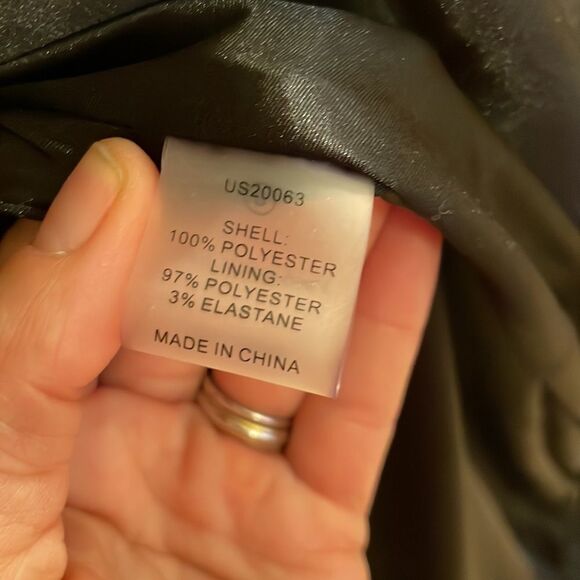 US20063
SHELL:
100% POLYESTER
LINING:
97% POLYESTER
3% ELASTANE
MADE IN CHINA